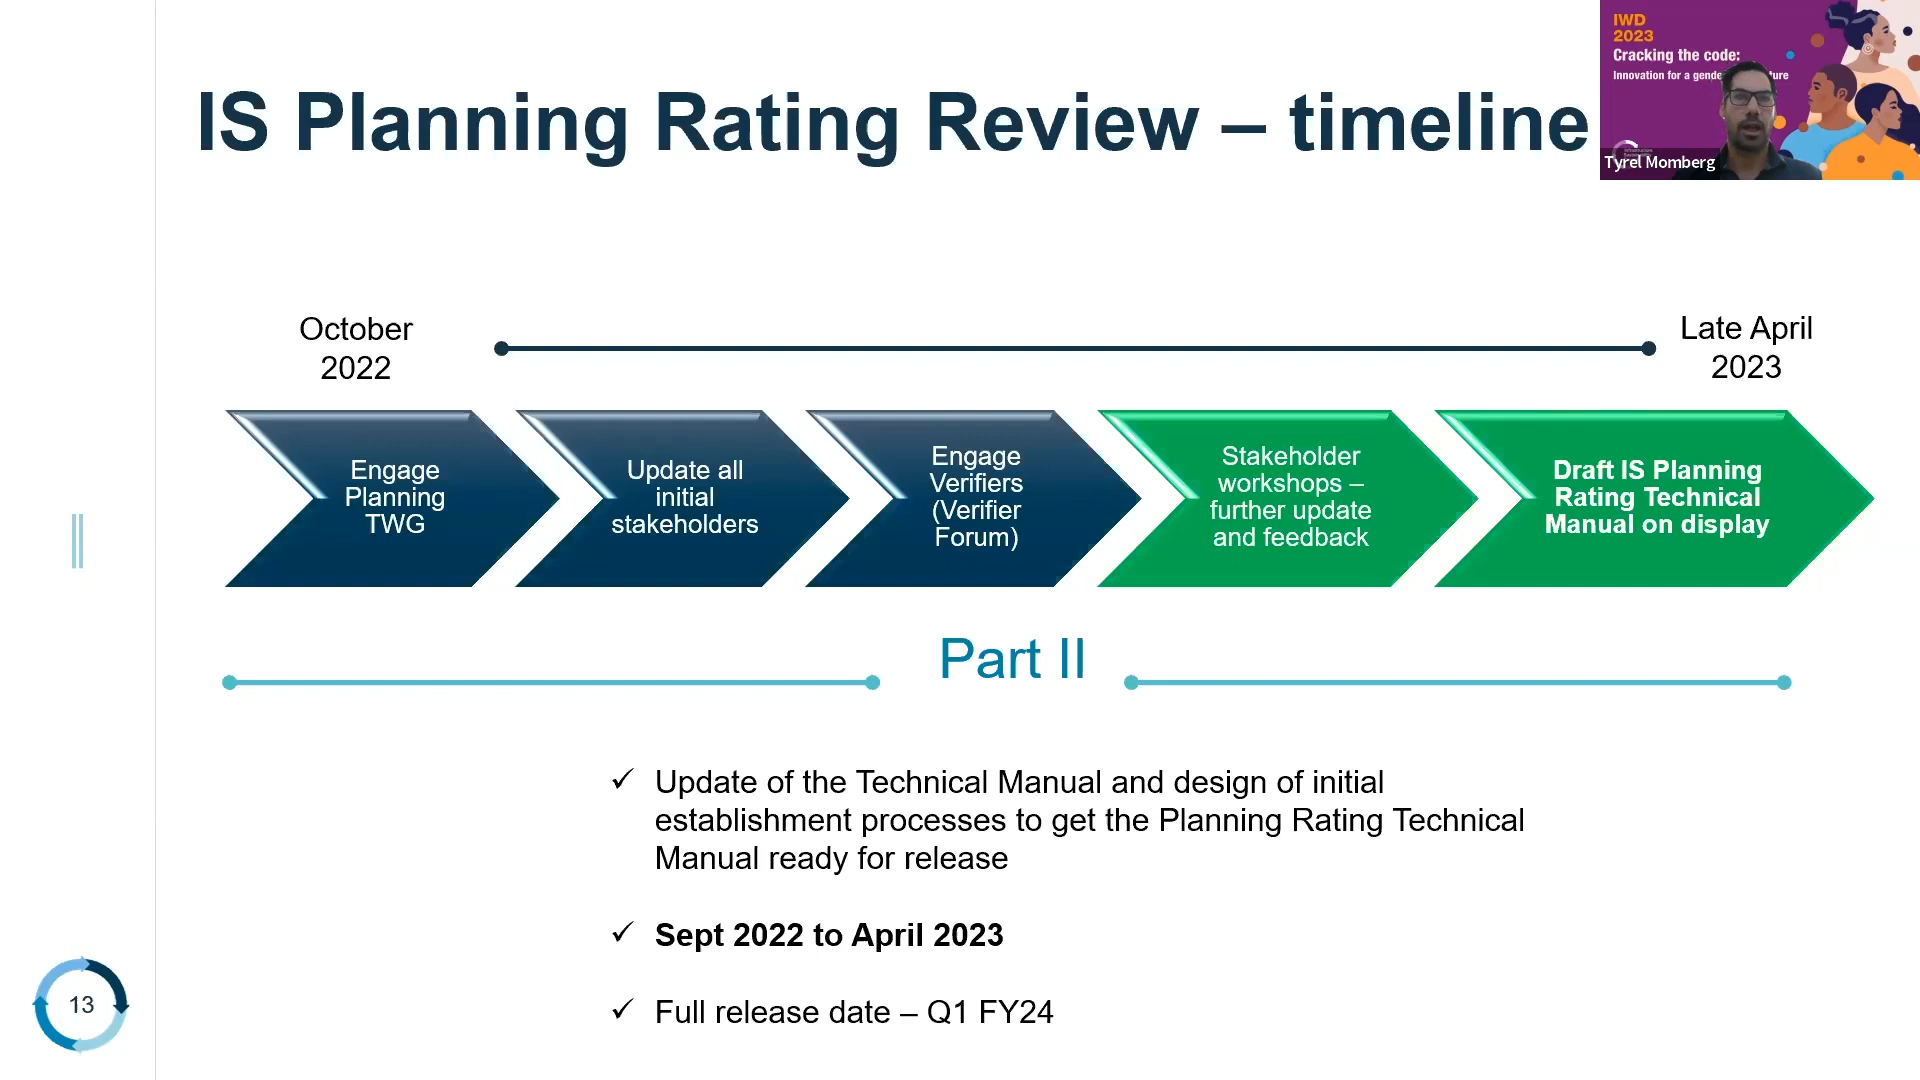 IS Planning Rating Review – timeline
IWD
2023
Cracking the code:
Tyrel Momberg
October
2022
Late April
2023
Engage
Planning
TWG
Update all
initial
stakeholders
Engage
Verifiers
(Verifier
Forum)
Stakeholder
workshops –
further update
and feedback
Draft IS Planning
Rating Technical
Manual on display
Part II
✓ Update of the Technical Manual and design of initial
establishment processes to get the Planning Rating Technical
Manual ready for release
✓ Sept 2022 to April 2023
✓ Full release date – Q1 FY24
13
Innovation for a